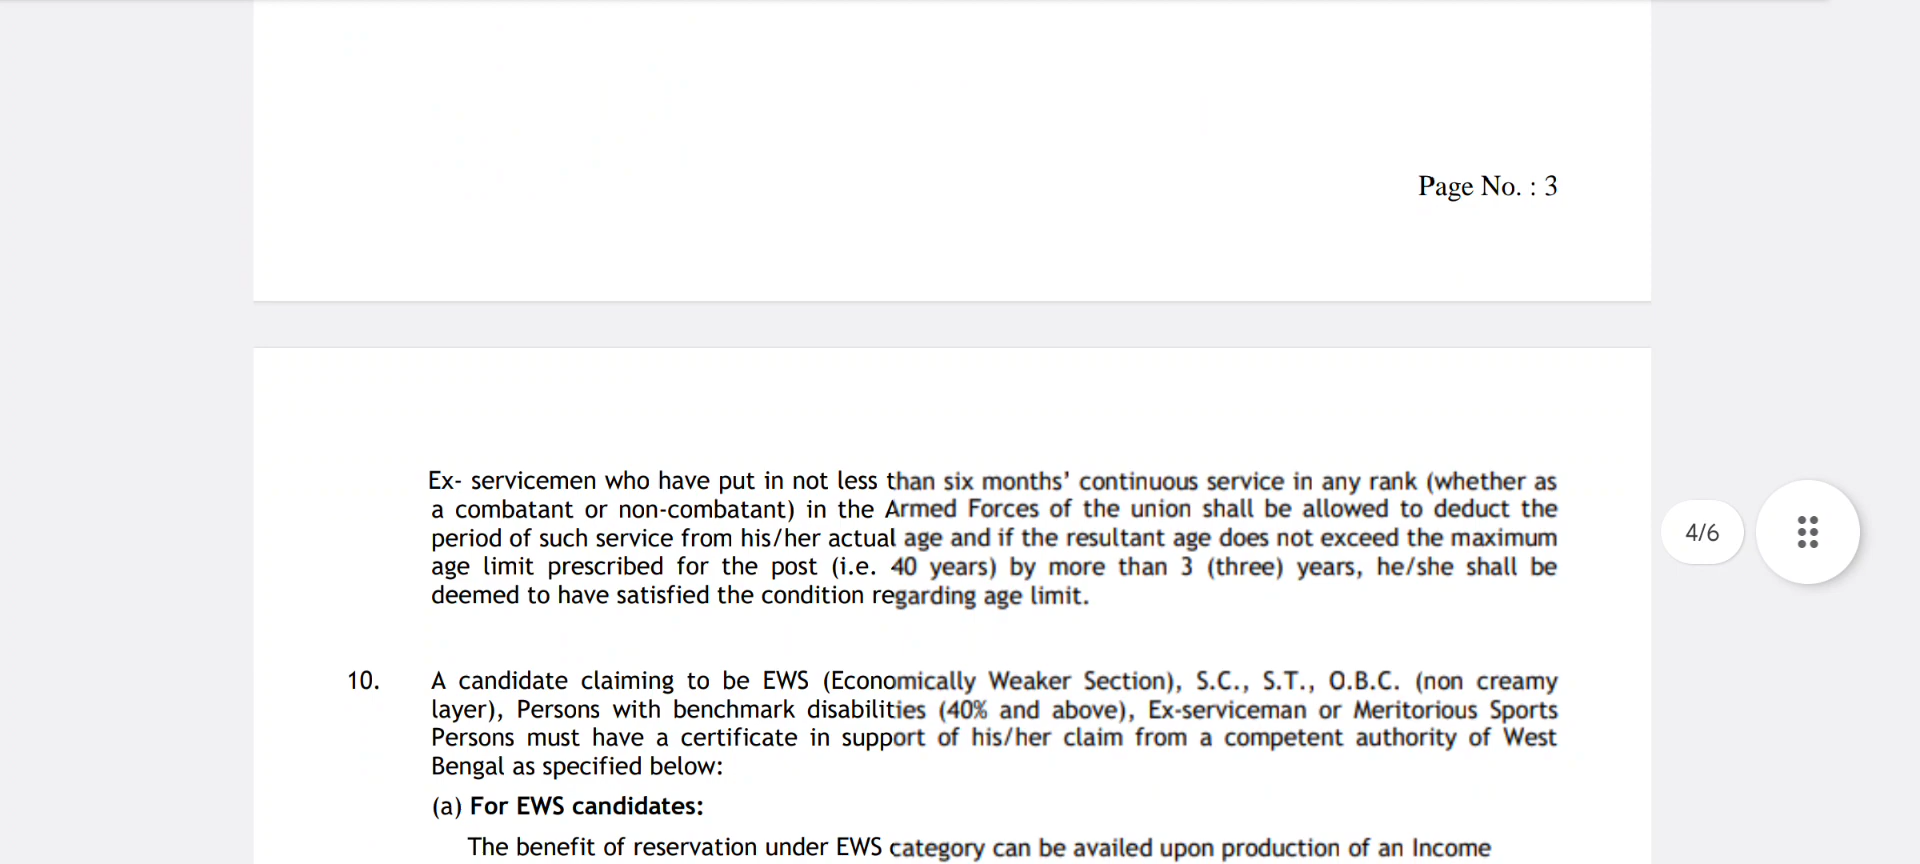 Page No. : 3
Ex- servicemen who have put in not less than six months' continuous service in any rank (whether as
a combatant or non-combatant) in the Armed Forces of the union shall be allowed to deduct the
period of such service from his/her actual age and if the resultant age does not exceed the maximum
age limit prescribed for the post (i.e. 40 years) by more than 3 (three) years, he/she shall be
deemed to have satisfied the condition regarding age limit.
4/6
10. A candidate claiming to be EWS (Economically Weaker Section), S.C., S.T., O.B.C. (non creamy
layer), Persons with benchmark disabilities (40% and above), Ex-serviceman or Meritorious Sports
Persons must have a certificate in support of his/her claim from a competent authority of West
Bengal as specified below:
(a) For EWS candidates:
The benefit of reservation under EWS category can be availed upon production of an Income